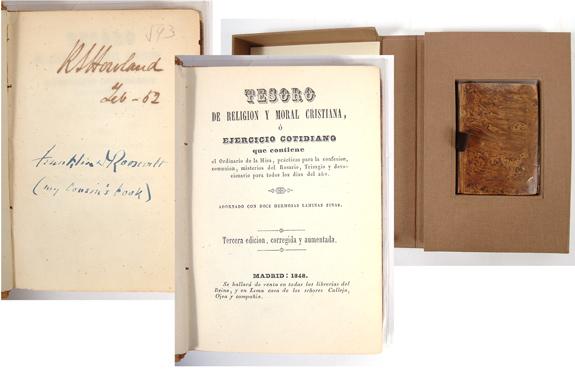 R S Howland
Feb - 52
Franklin D Roosevelt
(my cousin's book)
TESORO
DE RELIGION Y MORAL CRISTIANA,
Ó
EJERCICIO COTIDIANO
que contiene
el Ordinario de la Misa, prácticas para la confesion,
comunion, misterios del Rosario, Trisagio y devo-
cionario para todos los dias del año.
ADORNADO CON DOCE HERMOSAS LAMINAS FINAS.
Tercera edicion, corregida y aumentada.
MADRID: 1848.
Se hallará de venta en todas las librerias del
Reino, y en Lima casa de los señores Calleja,
Ojea y compañia.